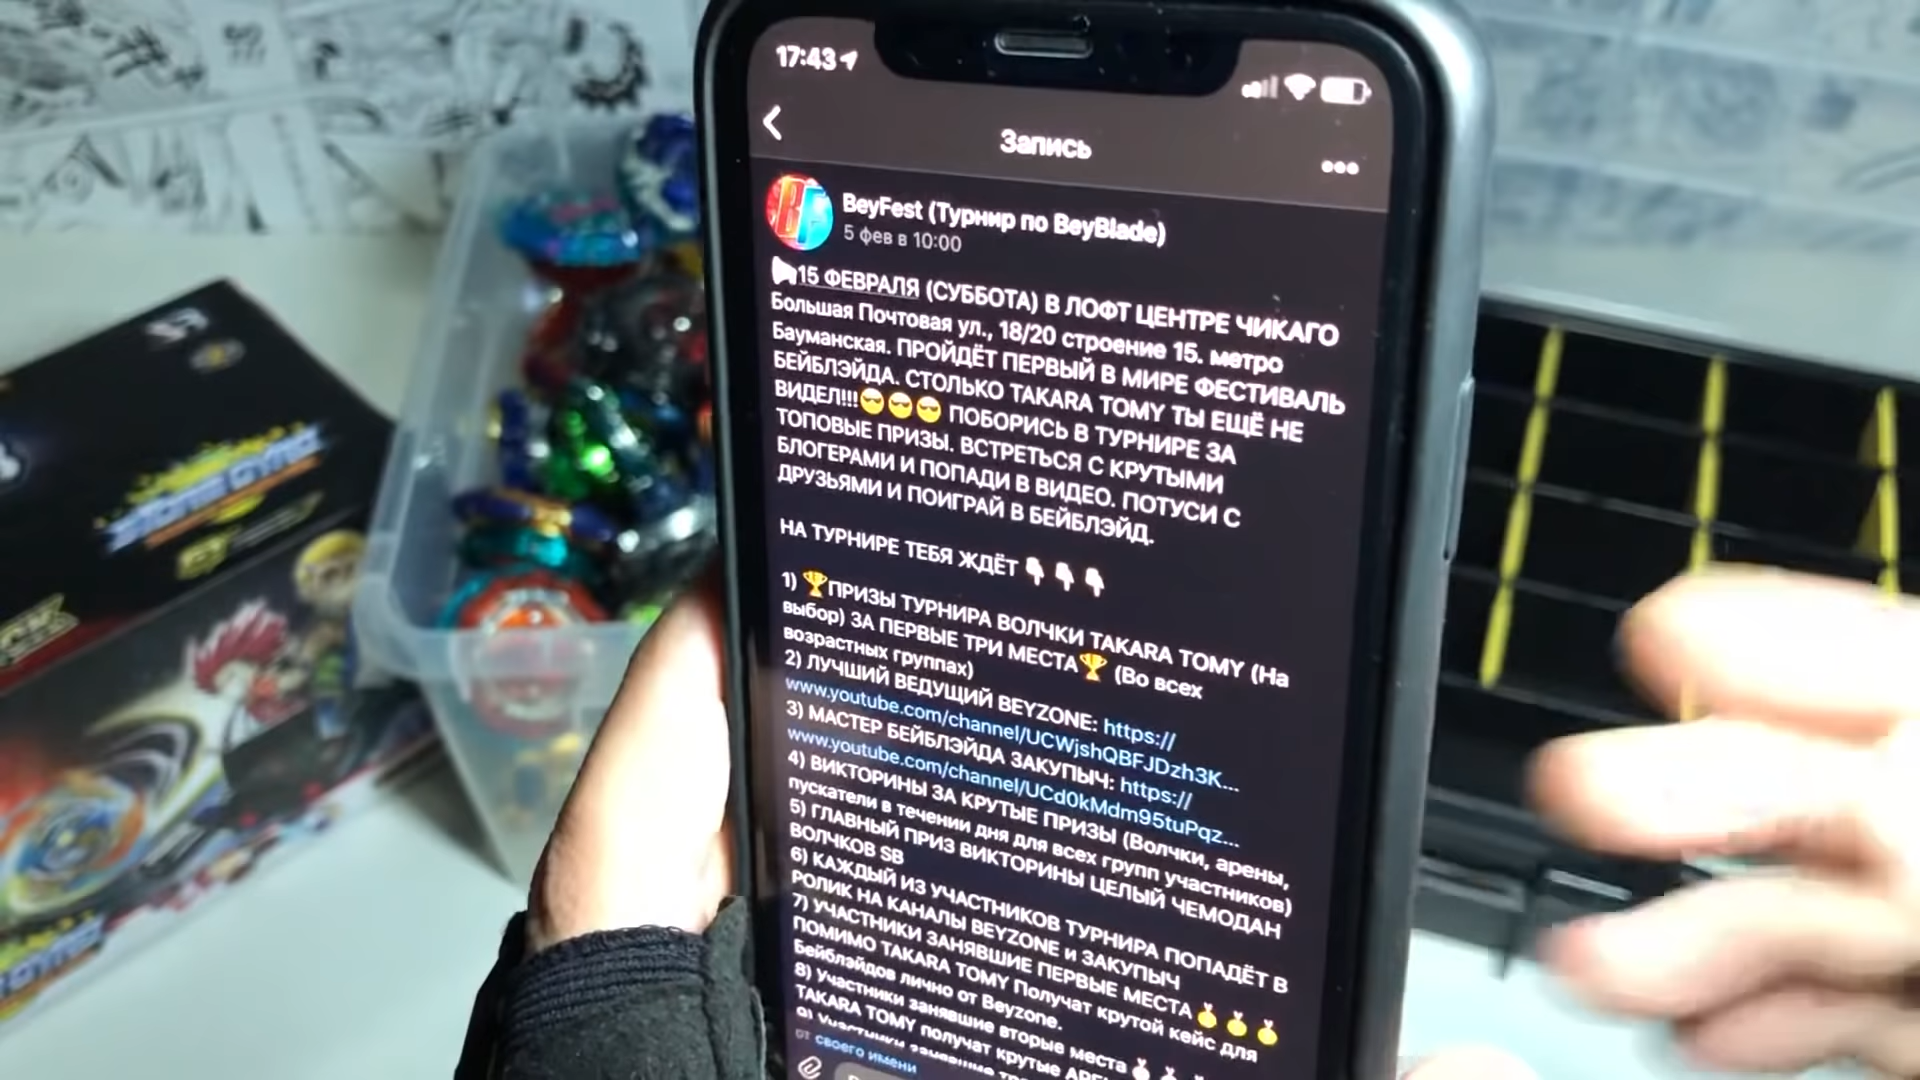 17:43
Запись
BeyFest (Турнир по BeyBlade)
5 фев в 10:00
15 ФЕВРАЛЯ (СУББОТА) В ЛОФТ ЦЕНТРЕ ЧИКАГО
Большая Почтовая ул., 18/20 строение 15. метро
Бауманская. ПРОЙДЁТ ПЕРВЫЙ В МИРЕ ФЕСТИВАЛЬ
БЕЙБЛЭЙДА. СТОЛЬКО TAKARA TOMY ТЫ ЕЩЁ НЕ
ВИДЕЛ!!!😎😎😎 ПОБОРИСЬ В ТУРНИРЕ ЗА
ТОПОВЫЕ ПРИЗЫ. ВСТРЕТЬСЯ С КРУТЫМИ
БЛОГЕРАМИ И ПОПАДИ В ВИДЕО. ПОТУСИ С
ДРУЗЬЯМИ И ПОИГРАЙ В БЕЙБЛЭЙД.
НА ТУРНИРЕ ТЕБЯ ЖДЁТ 👇👇👇
1) 🏆ПРИЗЫ ТУРНИРА ВОЛЧКИ TAKARA TOMY (На
выбор) ЗА ПЕРВЫЕ ТРИ МЕСТА🏆 (Во всех
возрастных группах)
2) ЛУЧШИЙ ВЕДУЩИЙ BEYZONE: https://
www.youtube.com/channel/UCWjshQBFJDzh3K...
3) МАСТЕР БЕЙБЛЭЙДА ЗАКУПЫЧ: https://
www.youtube.com/channel/UCd0kMdm95tuPqz...
4) ВИКТОРИНЫ ЗА КРУТЫЕ ПРИЗЫ (Волчки, арены,
пускатели в течении дня для всех групп участников)
5) ГЛАВНЫЙ ПРИЗ ВИКТОРИНЫ ЦЕЛЫЙ ЧЕМОДАН
ВОЛЧКОВ SB
6) КАЖДЫЙ ИЗ УЧАСТНИКОВ ТУРНИРА ПОПАДЁТ В
РОЛИК НА КАНАЛЫ BEYZONE и ЗАКУПЫЧ
7) УЧАСТНИКИ ЗАНЯВШИЕ ПЕРВЫЕ МЕСТА🏅🏅🏅
ПОМИМО TAKARA TOMY Получат крутой кейс для
Бейблэйдов лично от Beyzone.
8) Участники занявшие вторые места
TAKARA TOMY получат крутые
9) Участники занявшие
от своего имени